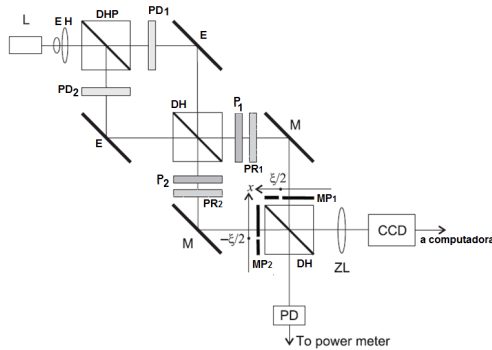 L
E H
DHP
PD1
E
PD2
E
DH
P1
PR1
M
P2
PR2
M
x
ξ/2
MP1
-ξ/2
MP2
DH
ZL
CCD
a computadora
PD
To power meter